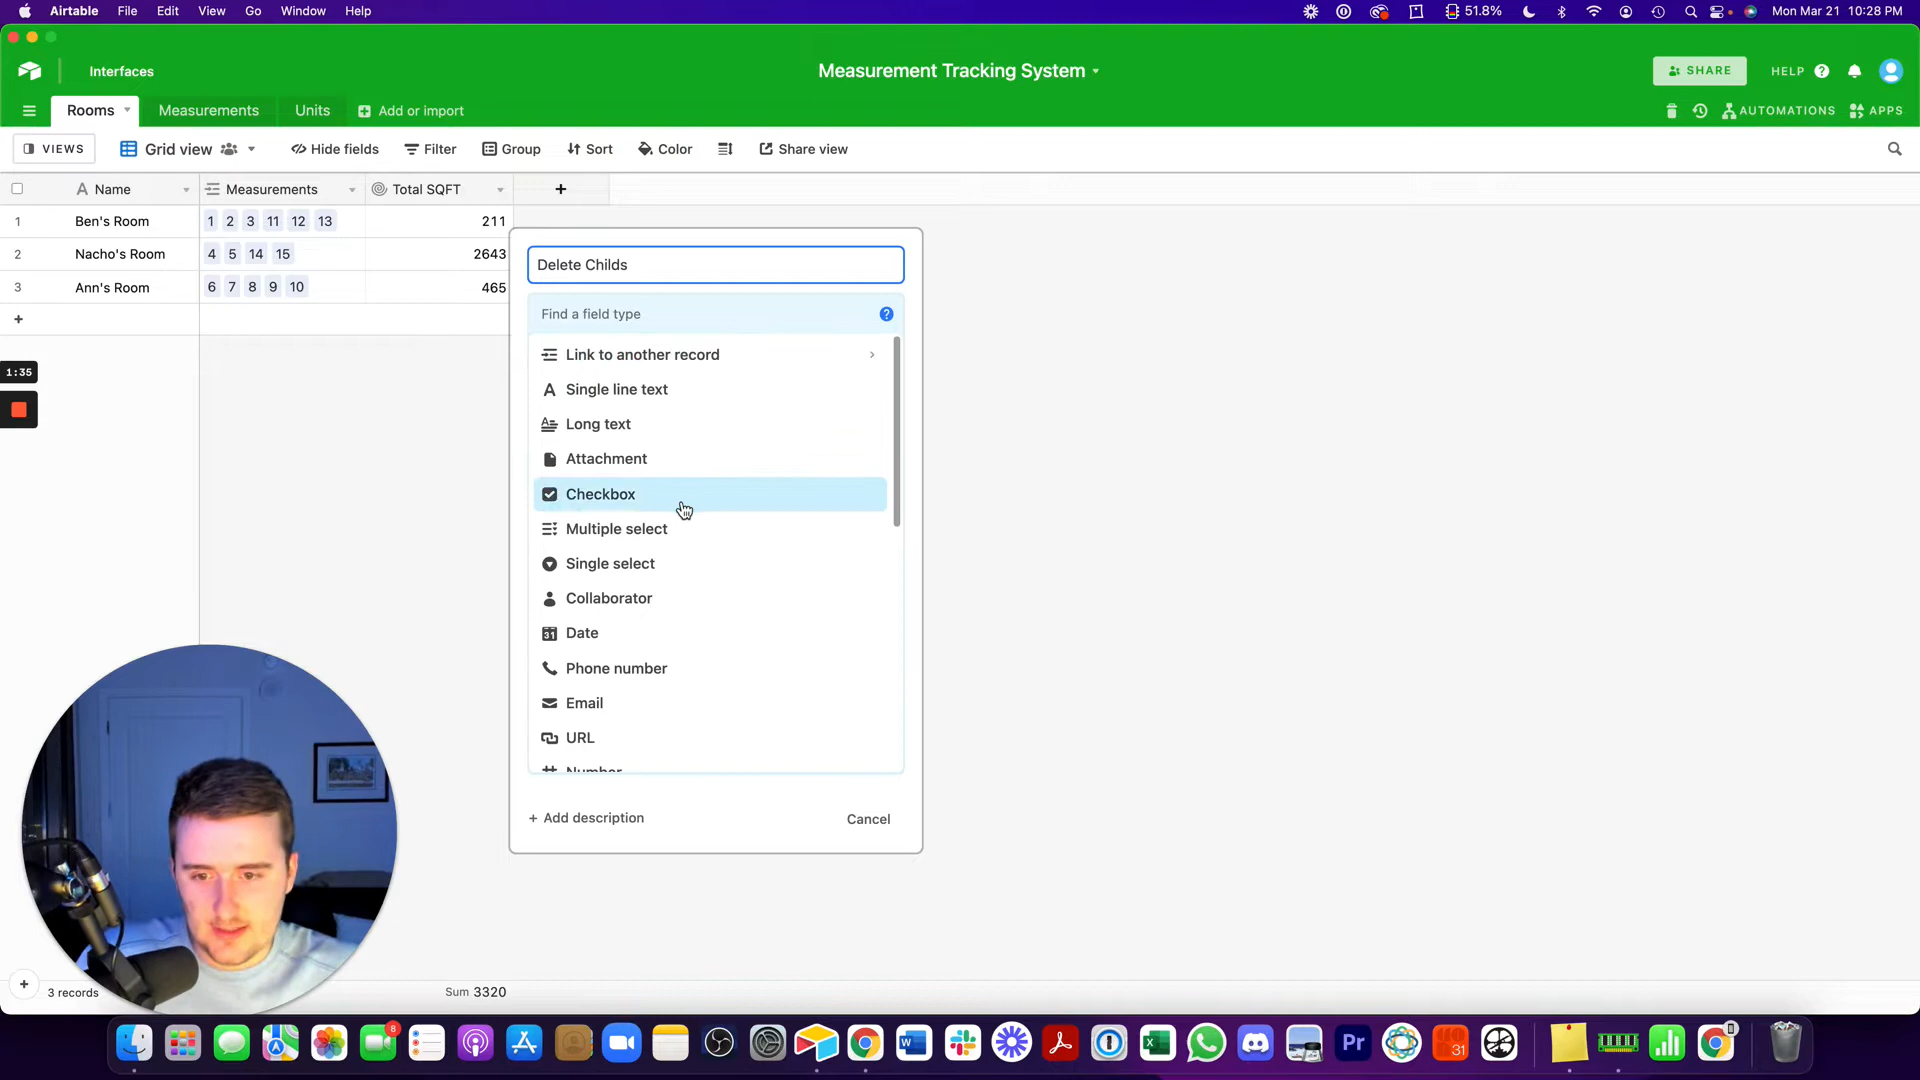 Airtable File Edit View Go Window Help 51.8% Mon Mar 21 10:28 PM
Interfaces Measurement Tracking System SHARE HELP
Rooms Measurements Units Add or import AUTOMATIONS APPS
VIEWS Grid view Hide fields Filter Group Sort Color Share view
Name Measurements Total SQFT
1 Ben's Room 1 2 3 11 12 13 211
2 Nacho's Room 4 5 14 15 2643
3 Ann's Room 6 7 8 9 10 465
Delete Childs
Find a field type
Link to another record
Single line text
Long text
Attachment
Checkbox
Multiple select
Single select
Collaborator
Date
Phone number
Email
URL
Number
+ Add description Cancel
1:35
3 records Sum 3320
8
31
Pr